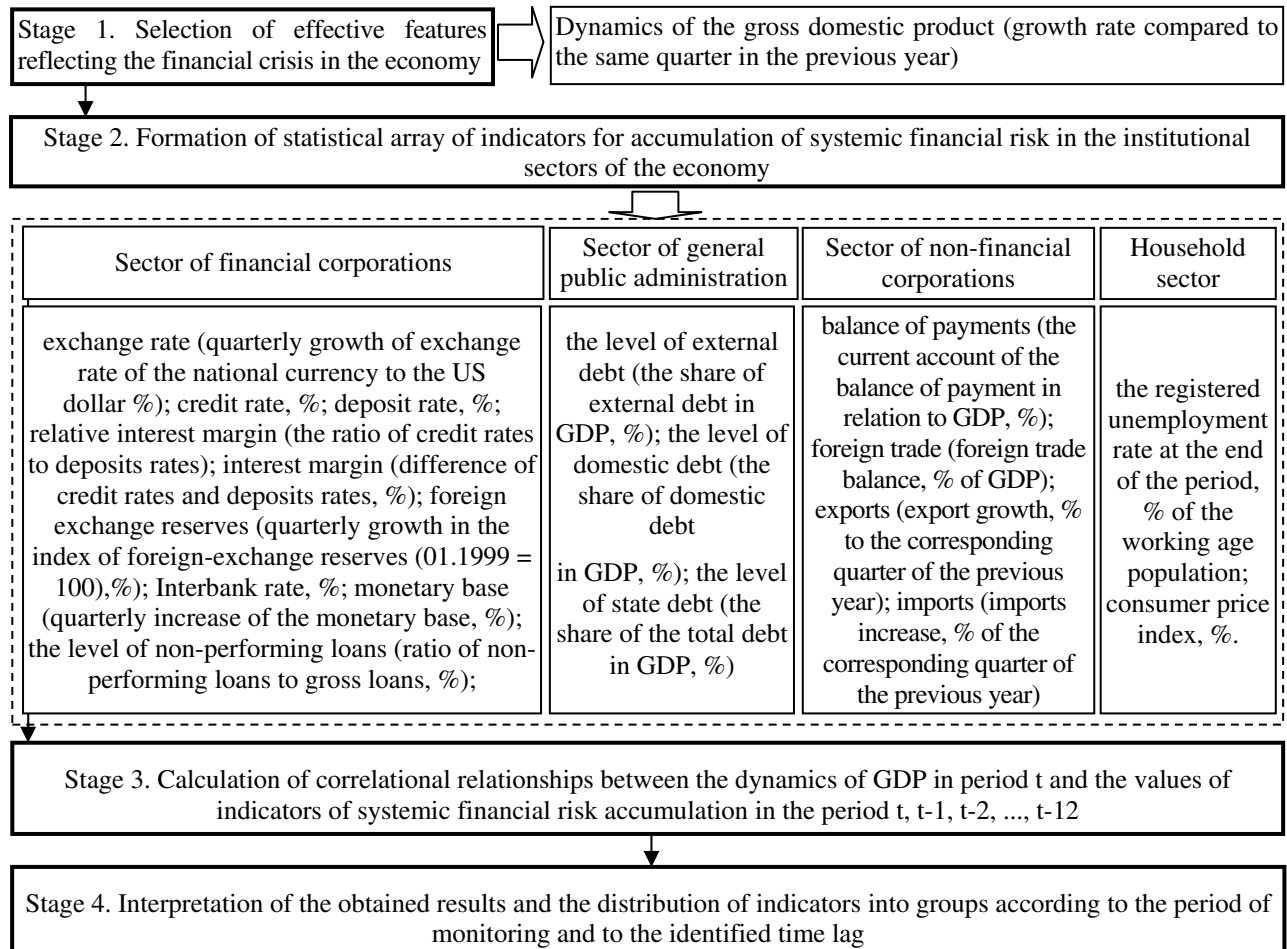 Stage 1. Selection of effective features
reflecting the financial crisis in the economy
Dynamics of the gross domestic product (growth rate compared to
the same quarter in the previous year)
Stage 2. Formation of statistical array of indicators for accumulation of systemic financial risk in the institutional
sectors of the economy
Sector of financial corporations
Sector of general
public administration
Sector of non-financial
corporations
Household
sector
exchange rate (quarterly growth of exchange
rate of the national currency to the US
dollar %); credit rate, %; deposit rate, %;
relative interest margin (the ratio of credit rates
to deposits rates); interest margin (difference of
credit rates and deposits rates, %); foreign
exchange reserves (quarterly growth in the
index of foreign-exchange reserves (01.1999 =
100),%); Interbank rate, %; monetary base
(quarterly increase of the monetary base, %);
the level of non-performing loans (ratio of non-
performing loans to gross loans, %);
the level of external
debt (the share of
external debt in
GDP, %); the level of
domestic debt (the
share of domestic
debt
in GDP, %); the level
of state debt (the
share of the total debt
in GDP, %)
balance of payments (the
current account of the
balance of payment in
relation to GDP, %);
foreign trade (foreign trade
balance, % of GDP);
exports (export growth, %
to the corresponding
quarter of the previous
year); imports (imports
increase, % of the
corresponding quarter of
the previous year)
the registered
unemployment
rate at the end
of the period,
% of the
working age
population;
consumer price
index, %.
Stage 3. Calculation of correlational relationships between the dynamics of GDP in period t and the values of
indicators of systemic financial risk accumulation in the period t, t-1, t-2, ..., t-12
Stage 4. Interpretation of the obtained results and the distribution of indicators into groups according to the period of
monitoring and to the identified time lag